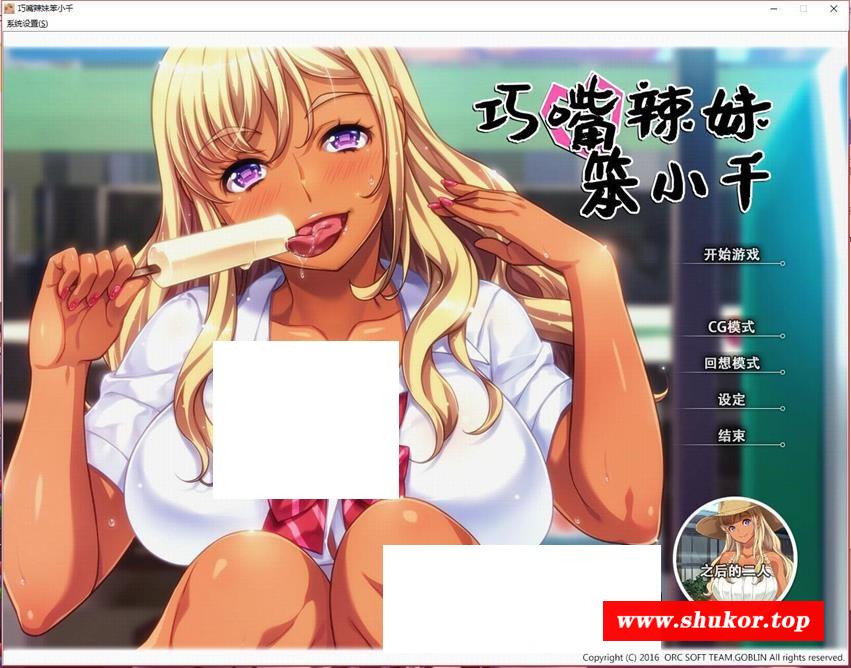 巧嘴辣妹笨小千
系统设置(S)
巧嘴辣妹
笨小千
开始游戏
CG模式
回想模式
设定
结束
之后的二人
www.shukor.top
Copyright (C) 2016 ORC SOFT TEAM.GOBLIN All rights reserved.